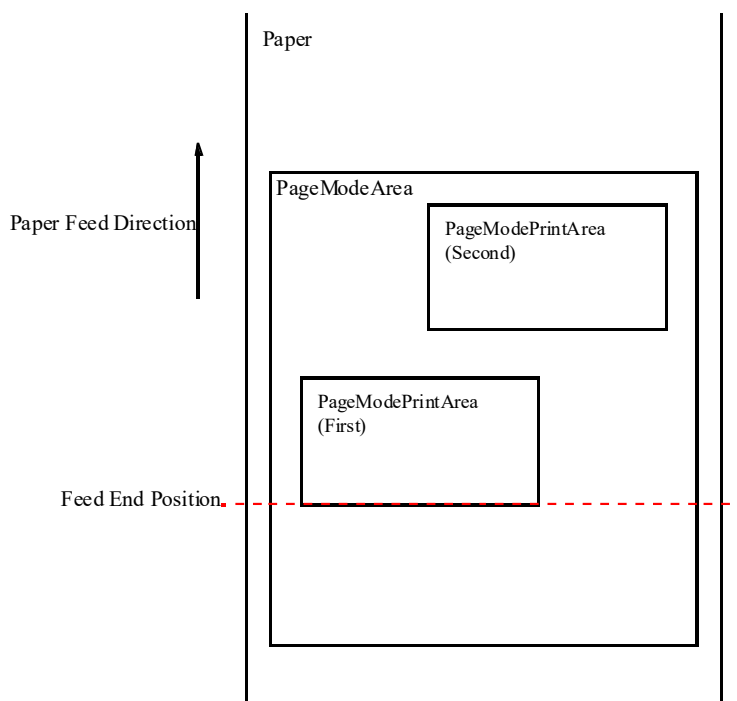 Paper
PageModeArea
Paper Feed Direction
PageModePrintArea
(Second)
PageModePrintArea
(First)
Feed End Position